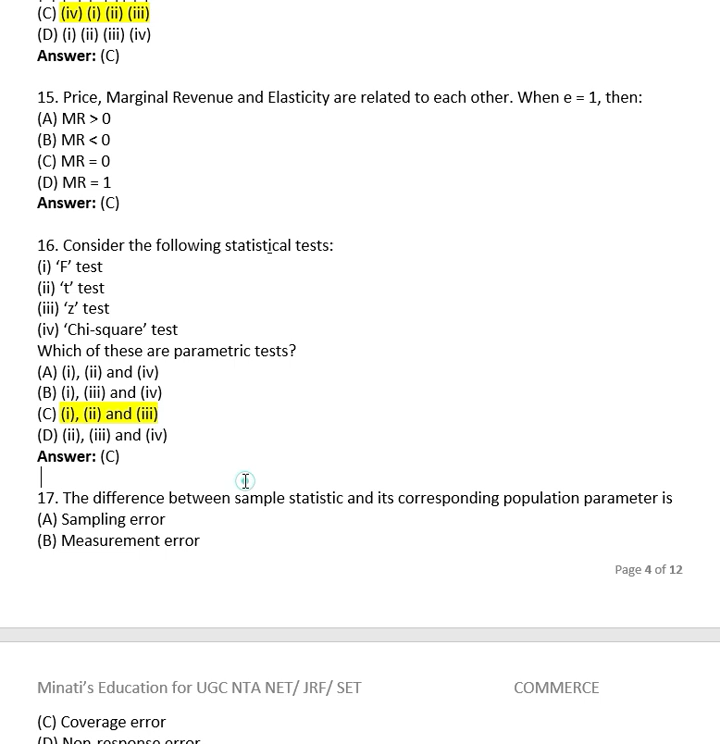 (C) (iv) (i) (ii) (iii)
(D) (i) (ii) (iii) (iv)
Answer: (C)
15. Price, Marginal Revenue and Elasticity are related to each other. When e = 1, then:
(A) MR > 0
(B) MR < 0
(C) MR = 0
(D) MR = 1
Answer: (C)
16. Consider the following statistical tests:
(i) ‘F’ test
(ii) ‘t’ test
(iii) ‘z’ test
(iv) ‘Chi-square’ test
Which of these are parametric tests?
(A) (i), (ii) and (iv)
(B) (i), (iii) and (iv)
(C) (i), (ii) and (iii)
(D) (ii), (iii) and (iv)
Answer: (C)
17. The difference between sample statistic and its corresponding population parameter is
(A) Sampling error
(B) Measurement error
Page 4 of 12
Minati’s Education for UGC NTA NET/ JRF/ SET COMMERCE
(C) Coverage error
(D) Non-response error